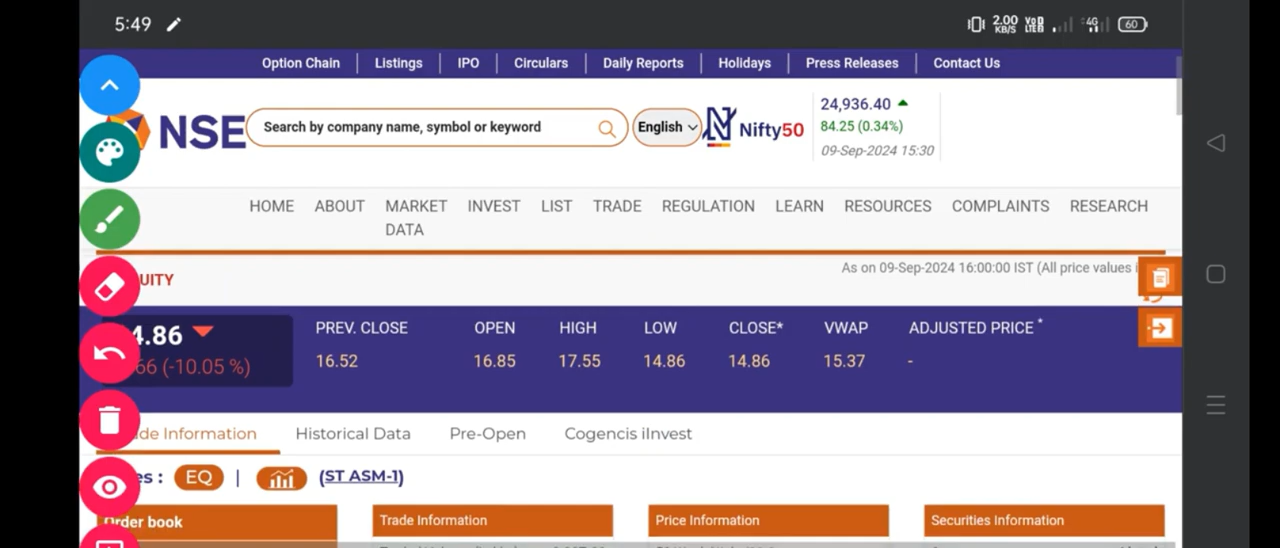 5:49
2.00 KB/S
4G
60
Option Chain
Listings
IPO
Circulars
Daily Reports
Holidays
Press Releases
Contact Us
NSE
Search by company name, symbol or keyword
English
Nifty50
24,936.40
84.25 (0.34%)
09-Sep-2024 15:30
HOME
ABOUT
MARKET DATA
INVEST
LIST
TRADE
REGULATION
LEARN
RESOURCES
COMPLAINTS
RESEARCH
UITY
As on 09-Sep-2024 16:00:00 IST (All price values i
4.86
66 (-10.05 %)
PREV. CLOSE
OPEN
HIGH
LOW
CLOSE*
VWAP
ADJUSTED PRICE *
16.52
16.85
17.55
14.86
14.86
15.37
-
de Information
Historical Data
Pre-Open
Cogencis iInvest
es :
EQ
|
(ST ASM-1)
Order book
Trade Information
Price Information
Securities Information